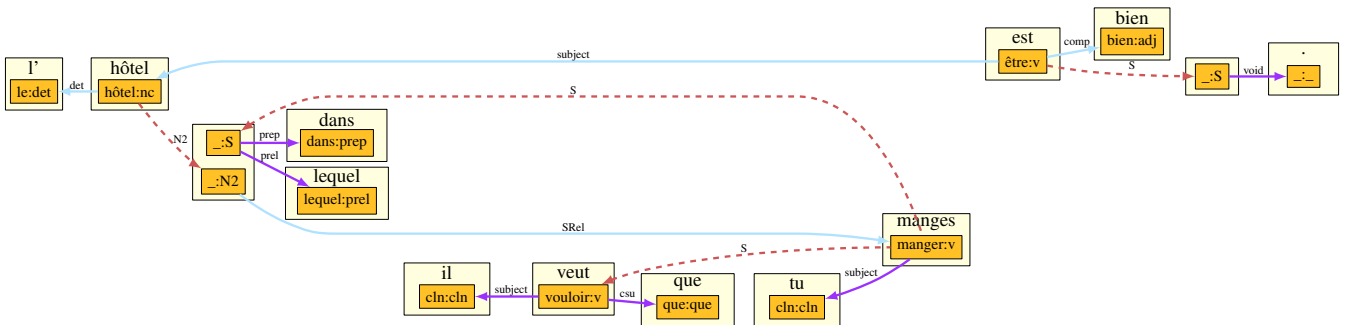 bien
est
bien:adj
subject
comp
être:v
S
.
l'
hôtel
_:S
void
_:_
le:det
det
hôtel:nc
S
dans
N2
_:S
prep
dans:prep
prel
_:N2
lequel
lequel:prel
SRel
manges
manger:v
S
il
veut
que
tu
subject
cln:cln
subject
vouloir:v
csu
que:que
cln:cln